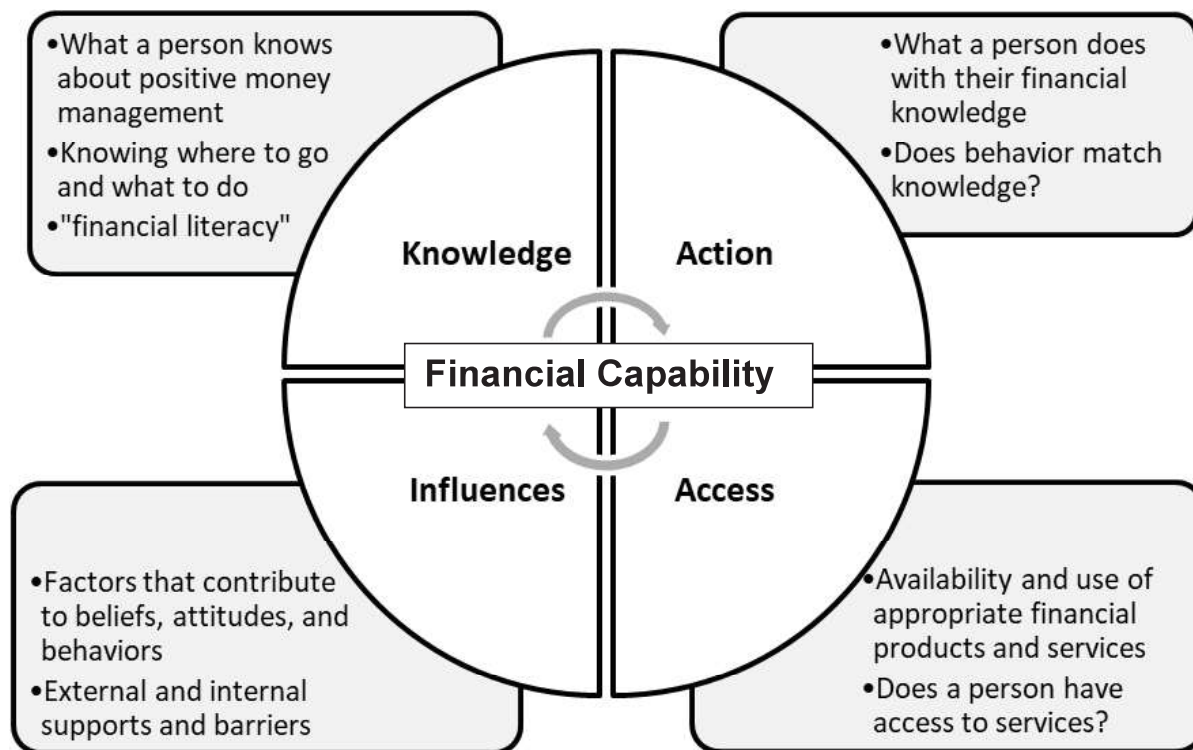 •What a person knows
about positive money
management
•Knowing where to go
and what to do
•"financial literacy"
•What a person does
with their financial
knowledge
•Does behavior match
knowledge?
Knowledge
Action
Financial Capability
Influences
Access
•Factors that contribute
to beliefs, attitudes, and
behaviors
•External and internal
supports and barriers
•Availability and use of
appropriate financial
products and services
•Does a person have
access to services?